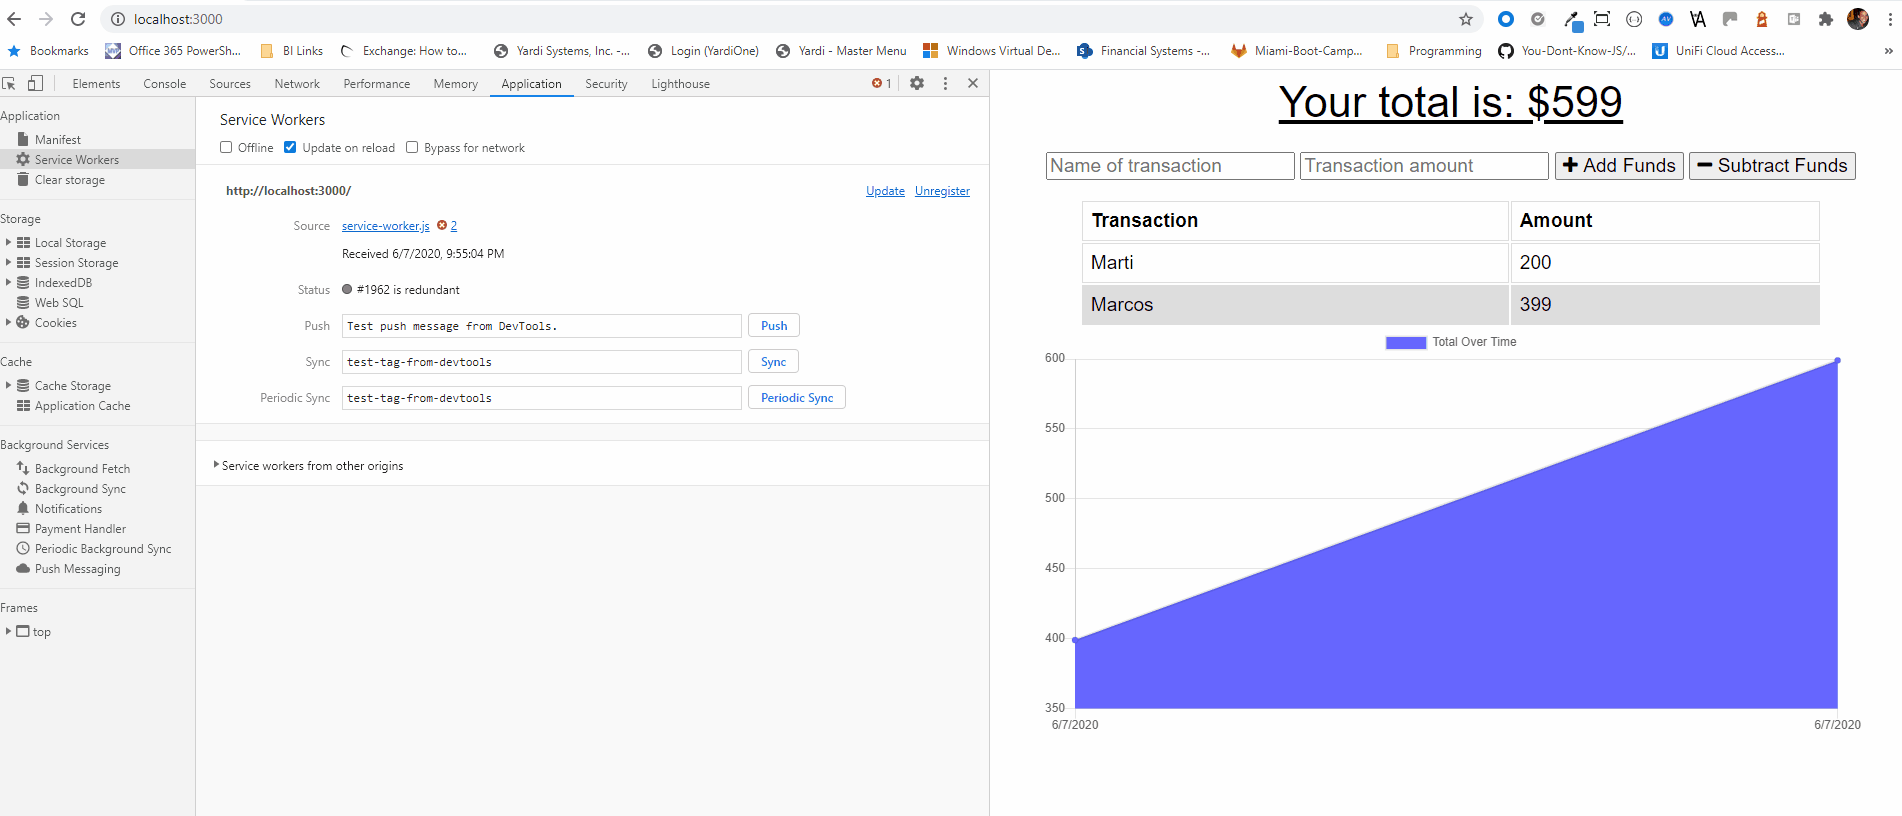 localhost:3000
Bookmarks Office 365 PowerSh... BI Links Exchange: How to... Yardi Systems, Inc. -... Login (YardiOne) Yardi - Master Menu Windows Virtual De... Financial Systems -... Miami-Boot-Camp... Programming You-Dont-Know-JS/... UniFi Cloud Access... »
Elements Console Sources Network Performance Memory Application Security Lighthouse 1
Application
Manifest
Service Workers
Clear storage
Storage
Local Storage
Session Storage
IndexedDB
Web SQL
Cookies
Cache
Cache Storage
Application Cache
Background Services
Background Fetch
Background Sync
Notifications
Payment Handler
Periodic Background Sync
Push Messaging
Frames
top
Service Workers
Offline Update on reload Bypass for network
http://localhost:3000/ Update Unregister
Source service-worker.js 2
Received 6/7/2020, 9:55:04 PM
Status #1962 is redundant
Push Test push message from DevTools. Push
Sync test-tag-from-devtools Sync
Periodic Sync test-tag-from-devtools Periodic Sync
Service workers from other origins
Your total is: $599
Name of transaction Transaction amount Add Funds Subtract Funds
Transaction Amount
Marti 200
Marcos 399
Total Over Time
600
550
500
450
400
350
6/7/2020 6/7/2020